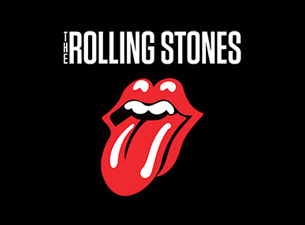 THE ROLLING STONES